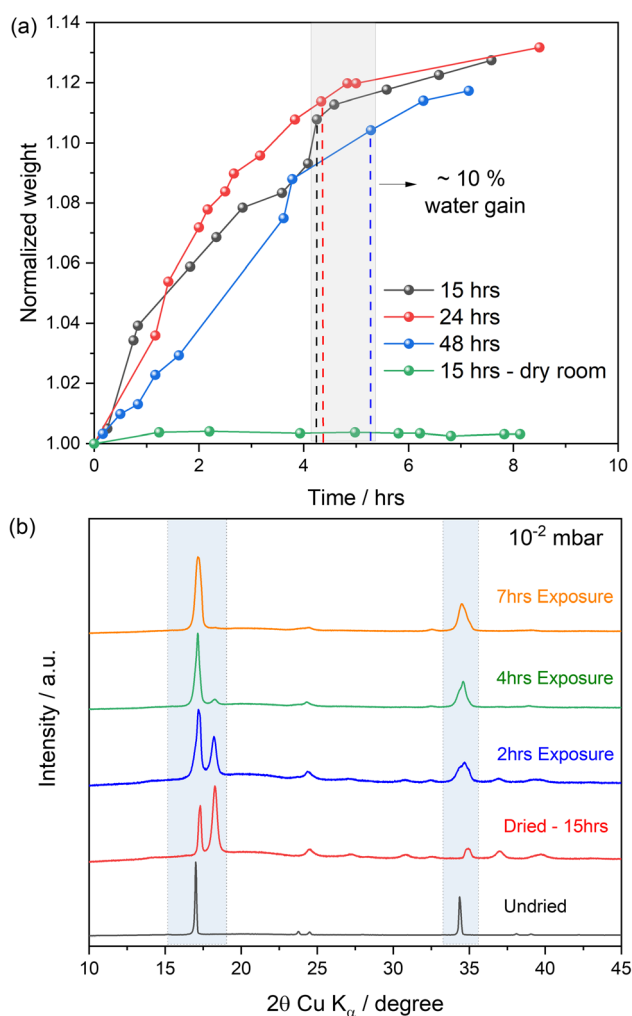 (a)
1.14
1.12
1.10
1.08
1.06
1.04
1.02
1.00
Normalized weight
~ 10 %
water gain
15 hrs
24 hrs
48 hrs
15 hrs - dry room
0 2 4 6 8 10
Time / hrs
(b)
10⁻² mbar
7hrs Exposure
4hrs Exposure
2hrs Exposure
Dried - 15hrs
Undried
Intensity / a.u.
10 15 20 25 30 35 40 45
2θ Cu Kα / degree